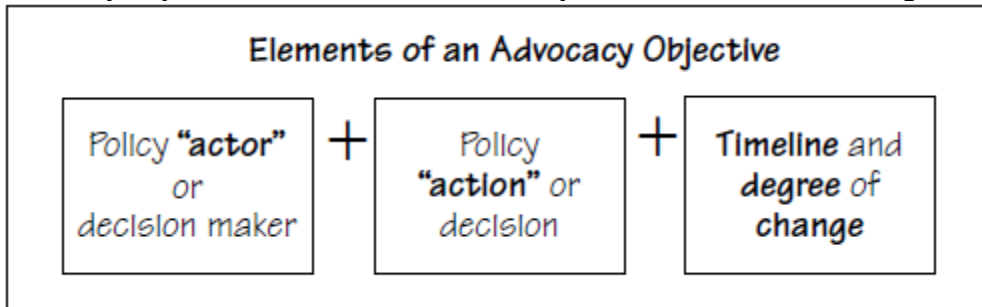 Elements of an Advocacy Objective
Policy "actor"
or
decision maker
+
Policy
"action" or
decision
+
Timeline and
degree of
change